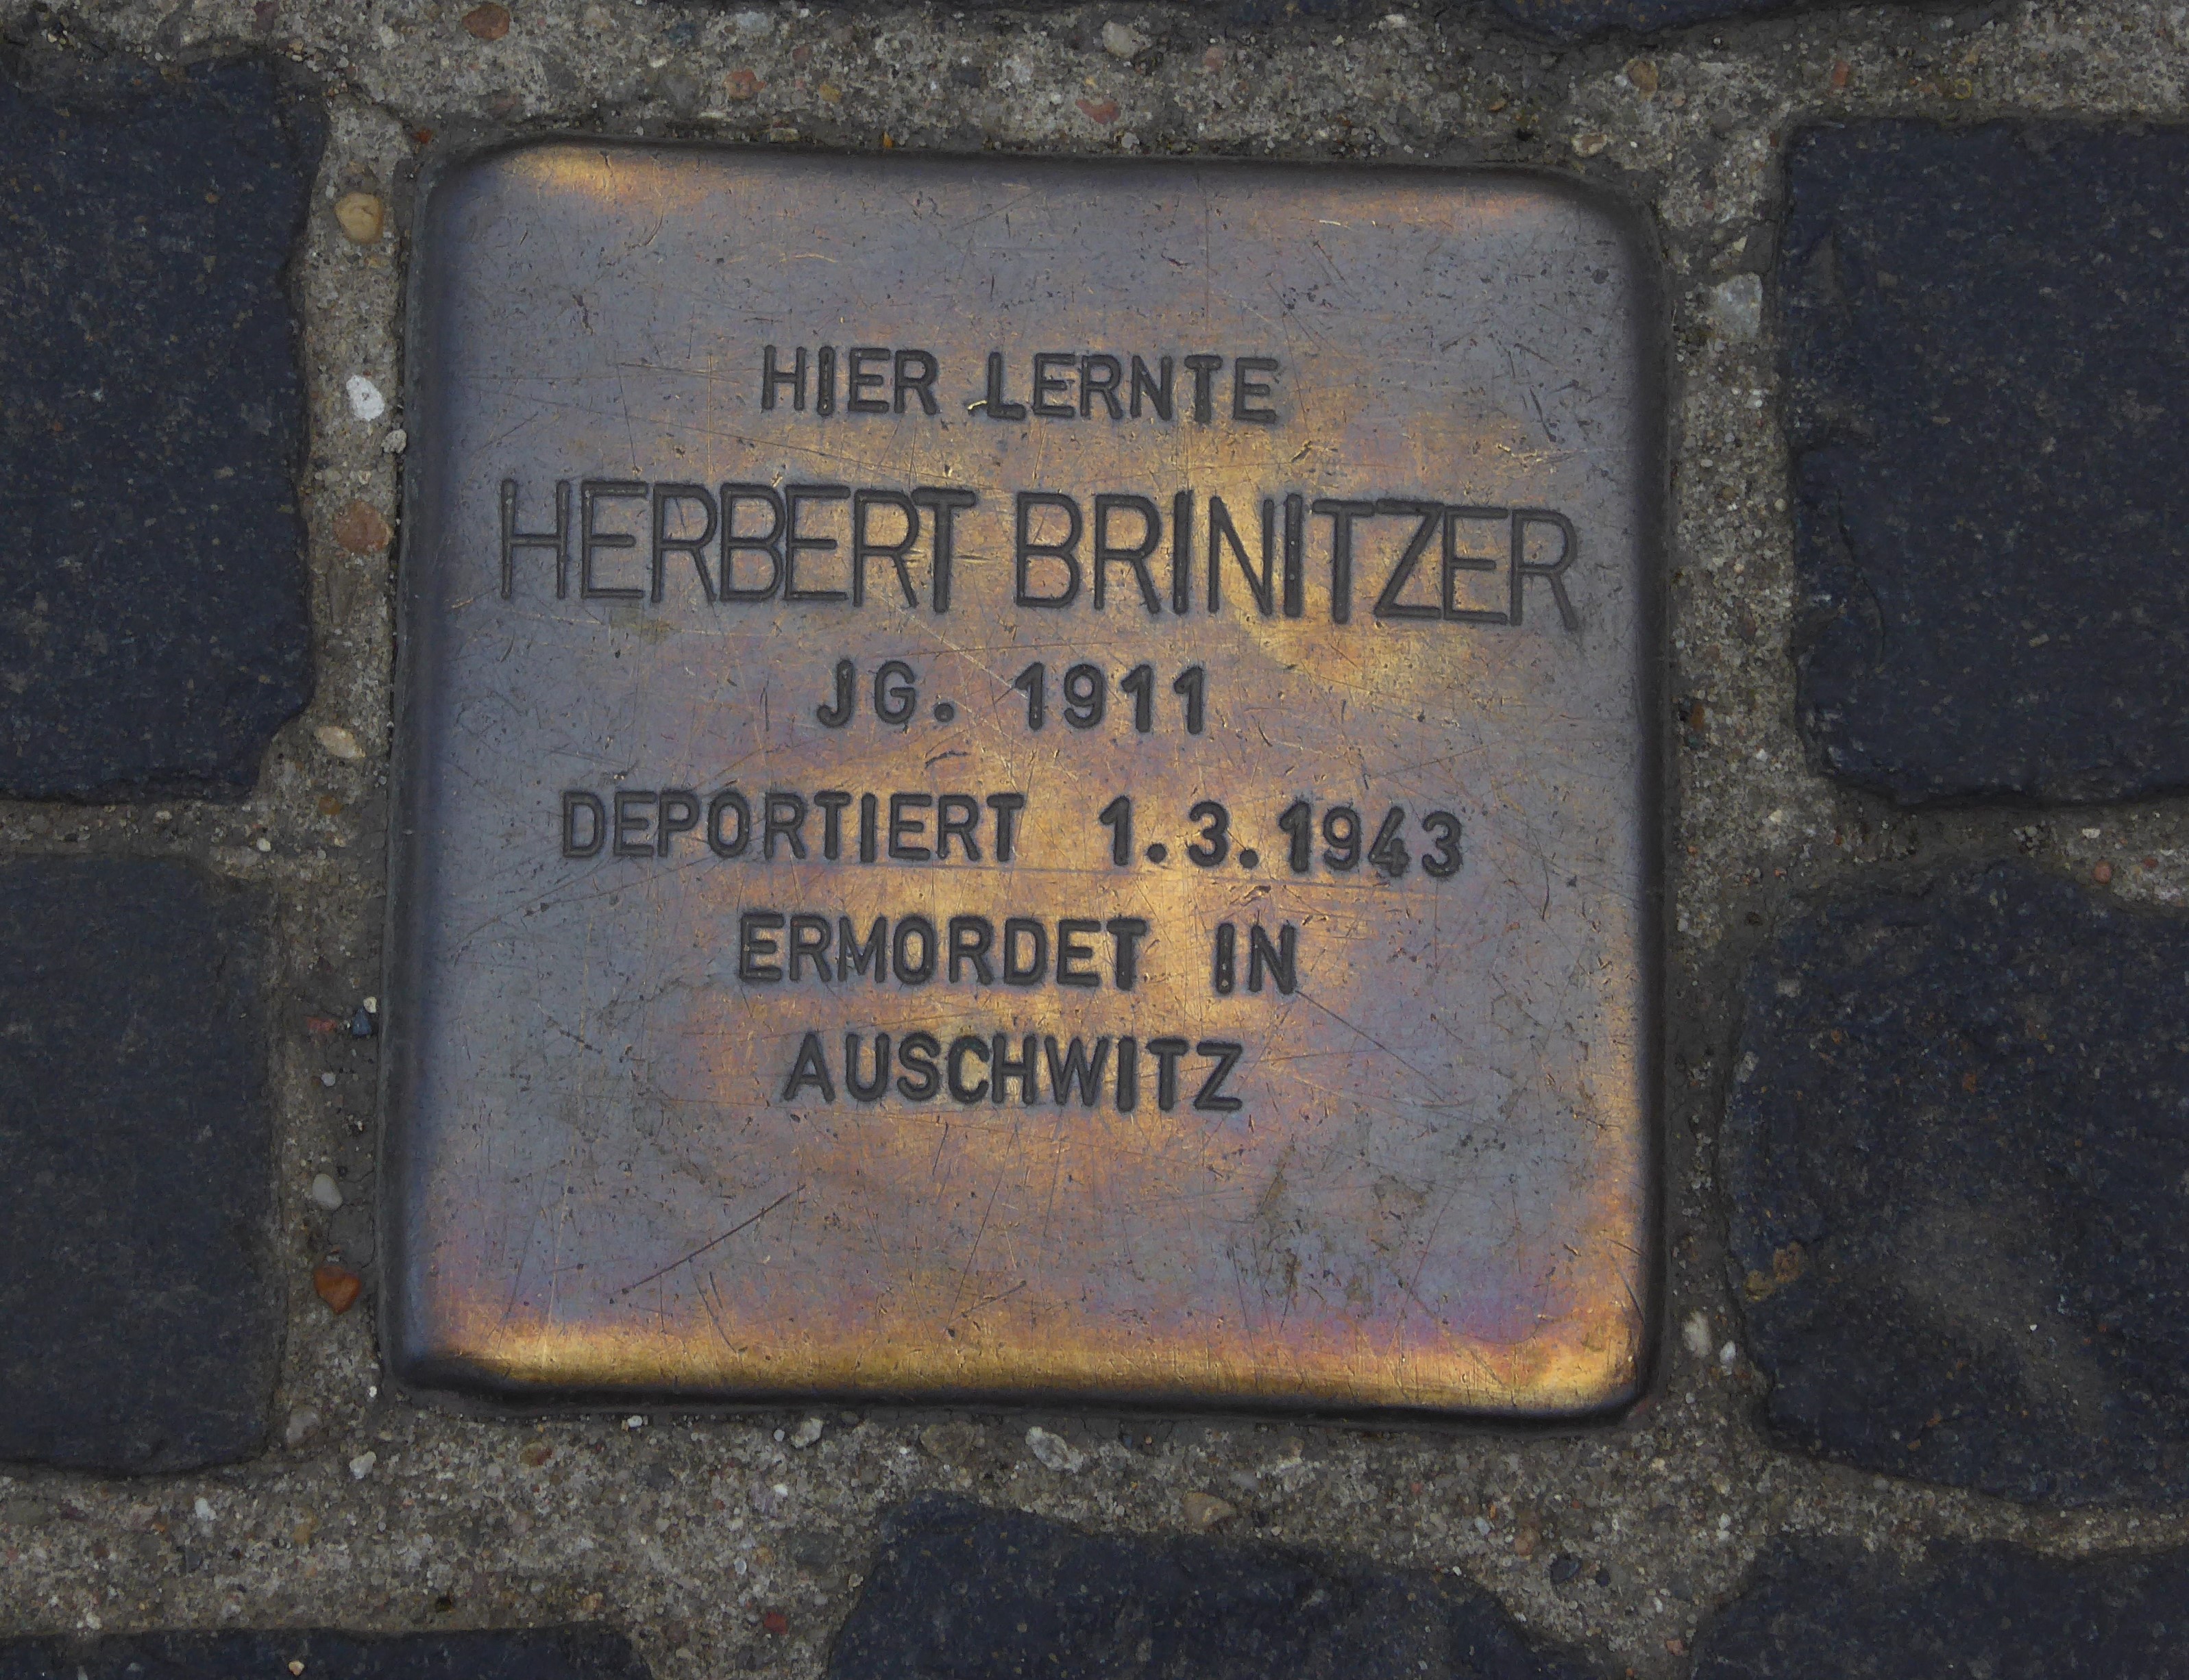 HIER LERNTE
HERBERT BRINITZER
JG. 1911
DEPORTIERT 1.3.1943
ERMORDET IN
AUSCHWITZ